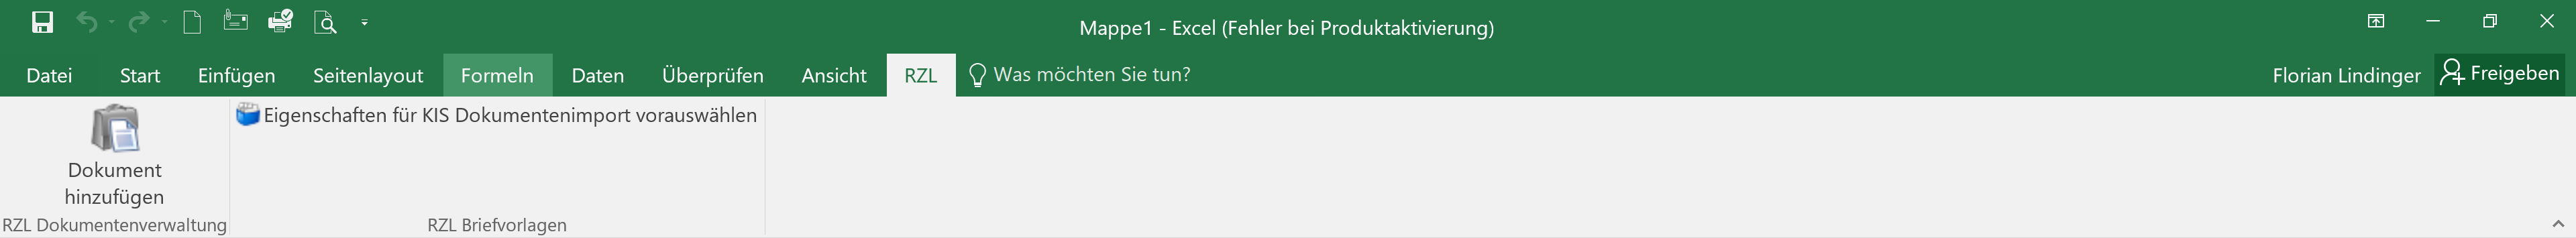 Mappe1 - Excel (Fehler bei Produktaktivierung)
Datei Start Einfügen Seitenlayout Formeln Daten Überprüfen Ansicht RZL Was möchten Sie tun? Florian Lindinger Freigeben
Eigenschaften für KIS Dokumentenimport vorauswählen
Dokument
hinzufügen
RZL Dokumentenverwaltung RZL Briefvorlagen